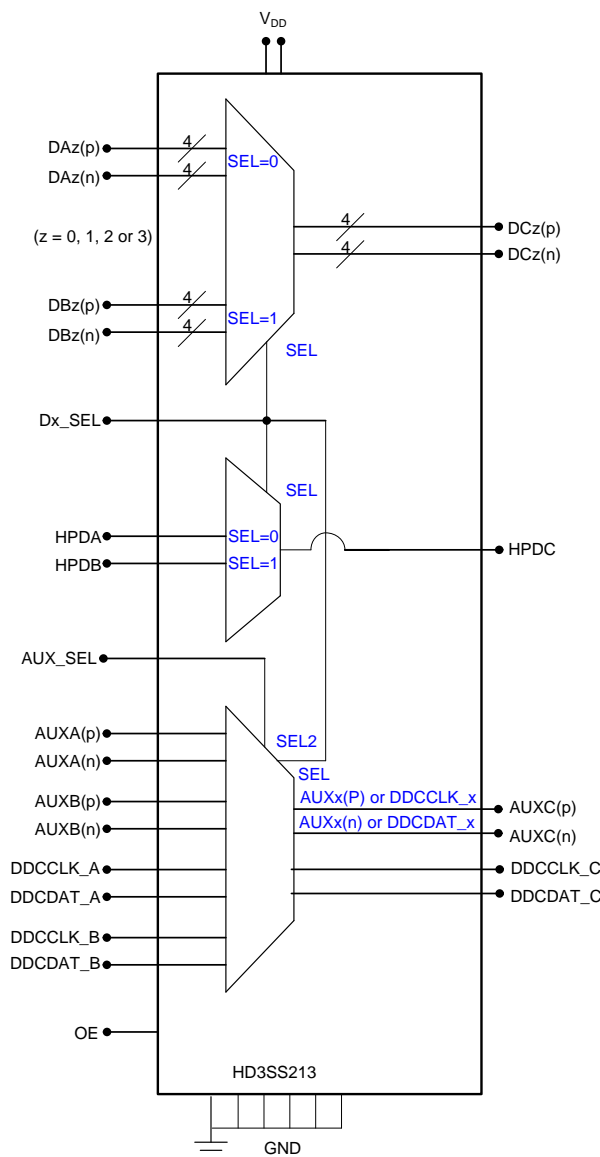 VDD
DAz(p)
4
SEL=0
DAz(n)
4
(z = 0, 1, 2 or 3)
4
DCz(p)
4
DCz(n)
DBz(p)
4
SEL=1
DBz(n)
4
SEL
Dx_SEL
SEL
HPDA
SEL=0
HPDC
HPDB
SEL=1
AUX_SEL
AUXA(p)
SEL2
AUXA(n)
SEL
AUXx(P) or DDCCLK_x
AUXB(p)
AUXC(p)
AUXx(n) or DDCDAT_x
AUXB(n)
AUXC(n)
DDCCLK_A
DDCCLK_C
DDCDAT_A
DDCDAT_C
DDCCLK_B
DDCDAT_B
OE
HD3SS213
GND